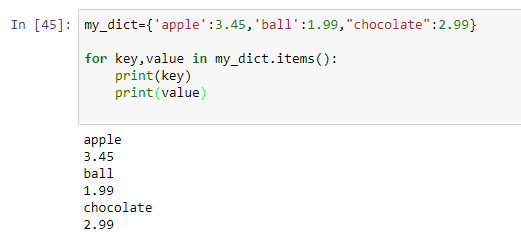 In [45]: my_dict={'apple':3.45,'ball':1.99,"chocolate":2.99}
for key,value in my_dict.items():
    print(key)
    print(value)
apple
3.45
ball
1.99
chocolate
2.99